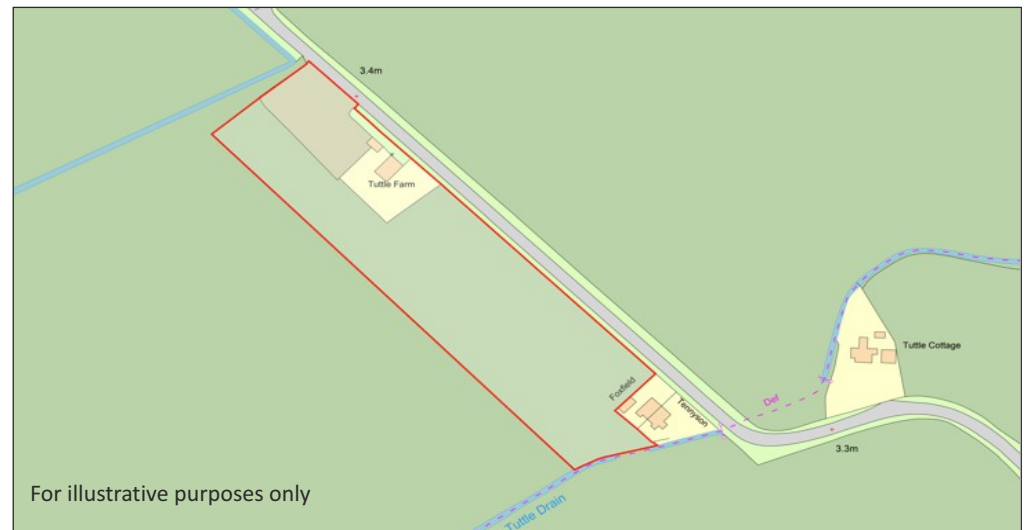 3.4m
Tuttle Farm
Tuttle Cottage
Foxfield
Tennyson
Def
3.3m
For illustrative purposes only
Tuttle Drain